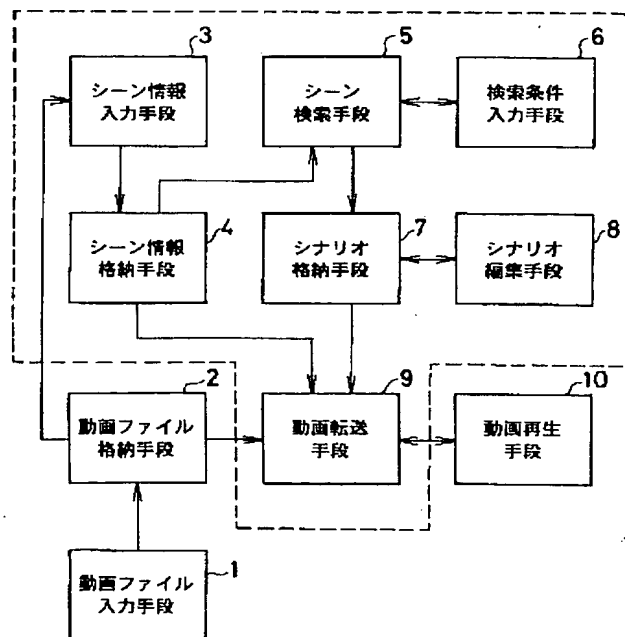 3
シーン情報
入力手段
5
シーン
検索手段
6
検索条件
入力手段
4
シーン情報
格納手段
7
シナリオ
格納手段
8
シナリオ
編集手段
2
動画ファイル
格納手段
9
動画転送
手段
10
動画再生
手段
1
動画ファイル
入力手段